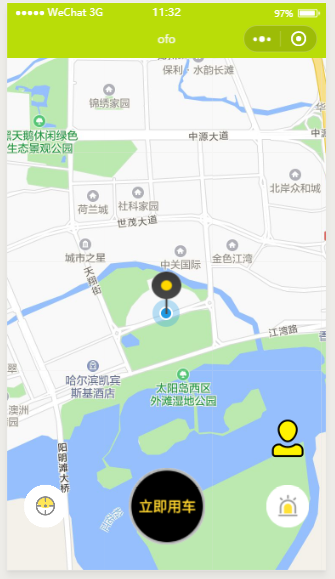 WeChat 3G
11:32
97%
ofo
保利·水韵长滩
锦绣家园
天鹅休闲绿色
生态景观公园
中源大道
北岸众和城
荷兰城
社科家园
世茂大道
城市之星
中关国际
金色江湾
天翔街
江湾路
哈尔滨凯宾
斯基酒店
太阳岛西区
外滩湿地公园
澳洲
园
阳明滩大桥
立即用车